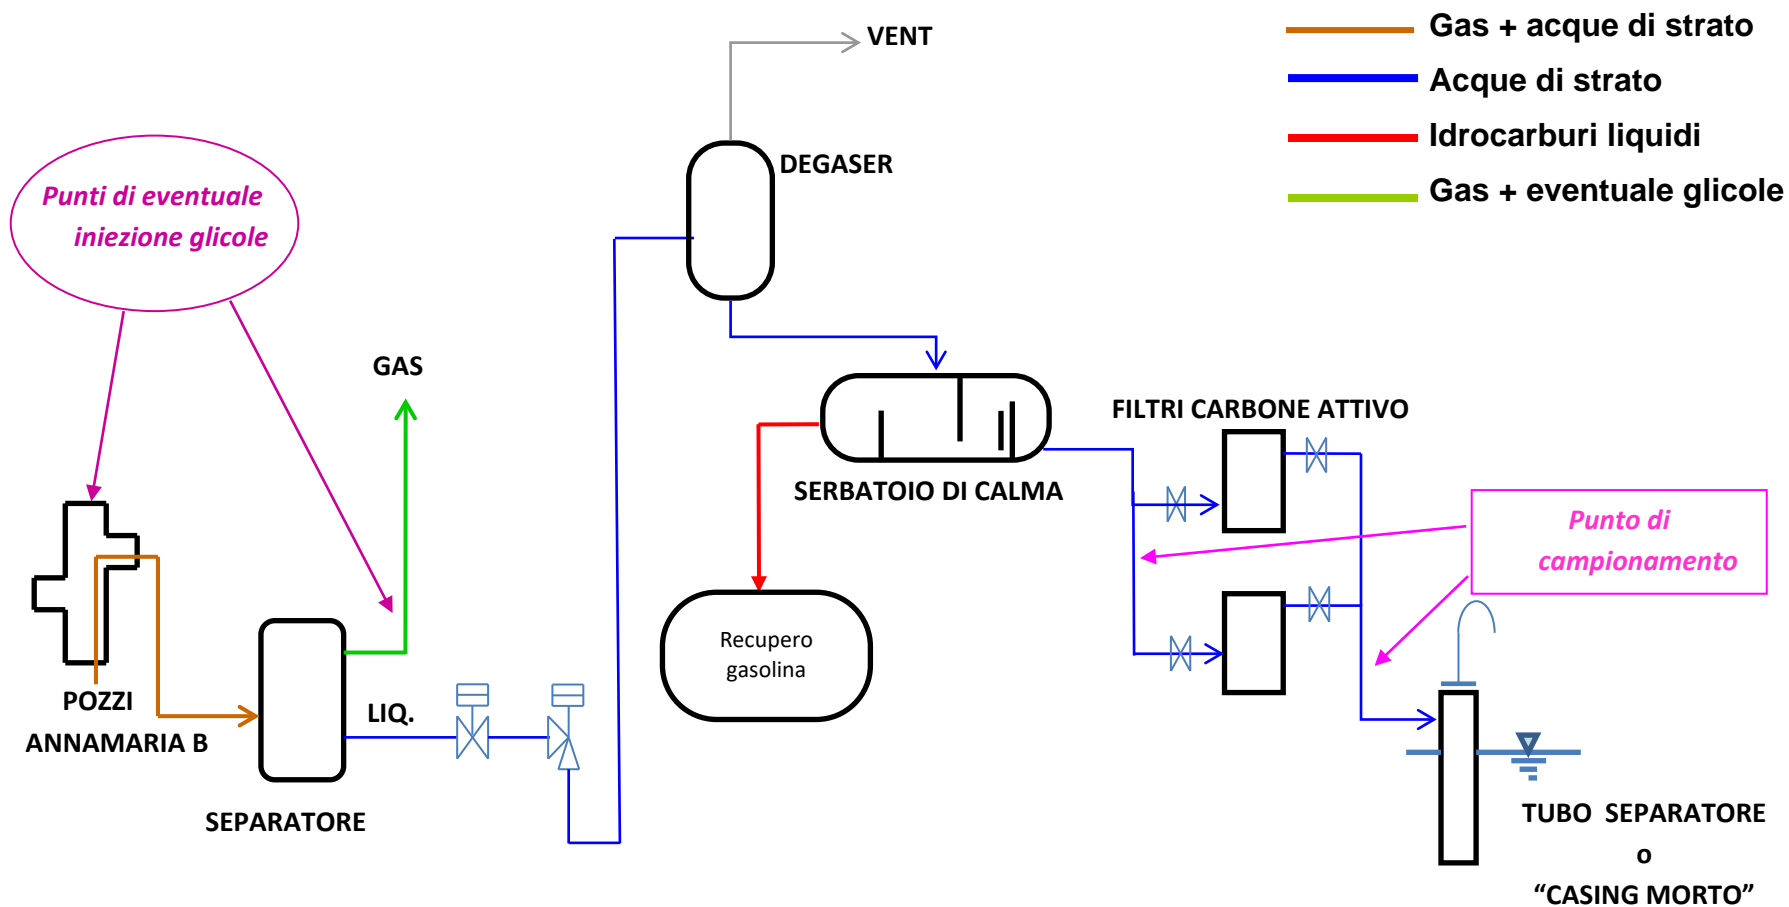 VENT
Gas + acque di strato
Acque di strato
Idrocarburi liquidi
Gas + eventuale glicole
DEGASER
Punti di eventuale
iniezione glicole
GAS
FILTRI CARBONE ATTIVO
SERBATOIO DI CALMA
Punto di
campionamento
Recupero
gasolina
POZZI
ANNAMARIA B
LIQ.
SEPARATORE
TUBO SEPARATORE
o
“CASING MORTO”